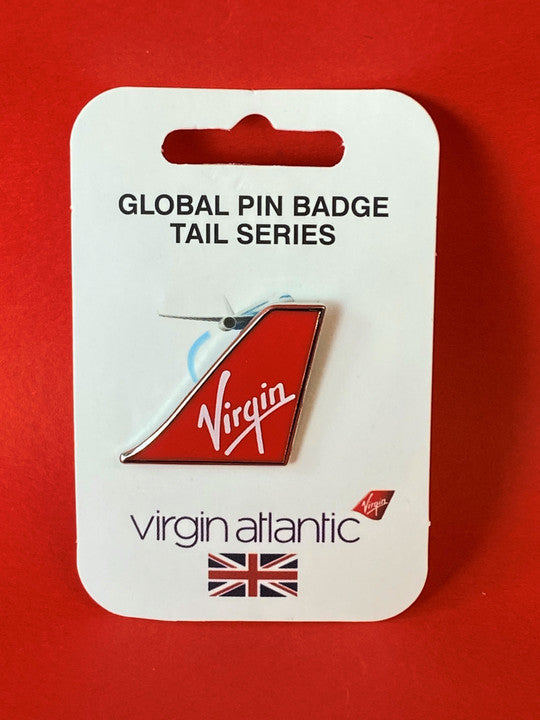 GLOBAL PIN BADGE
TAIL SERIES
Virgin
virgin atlantic
Virgin